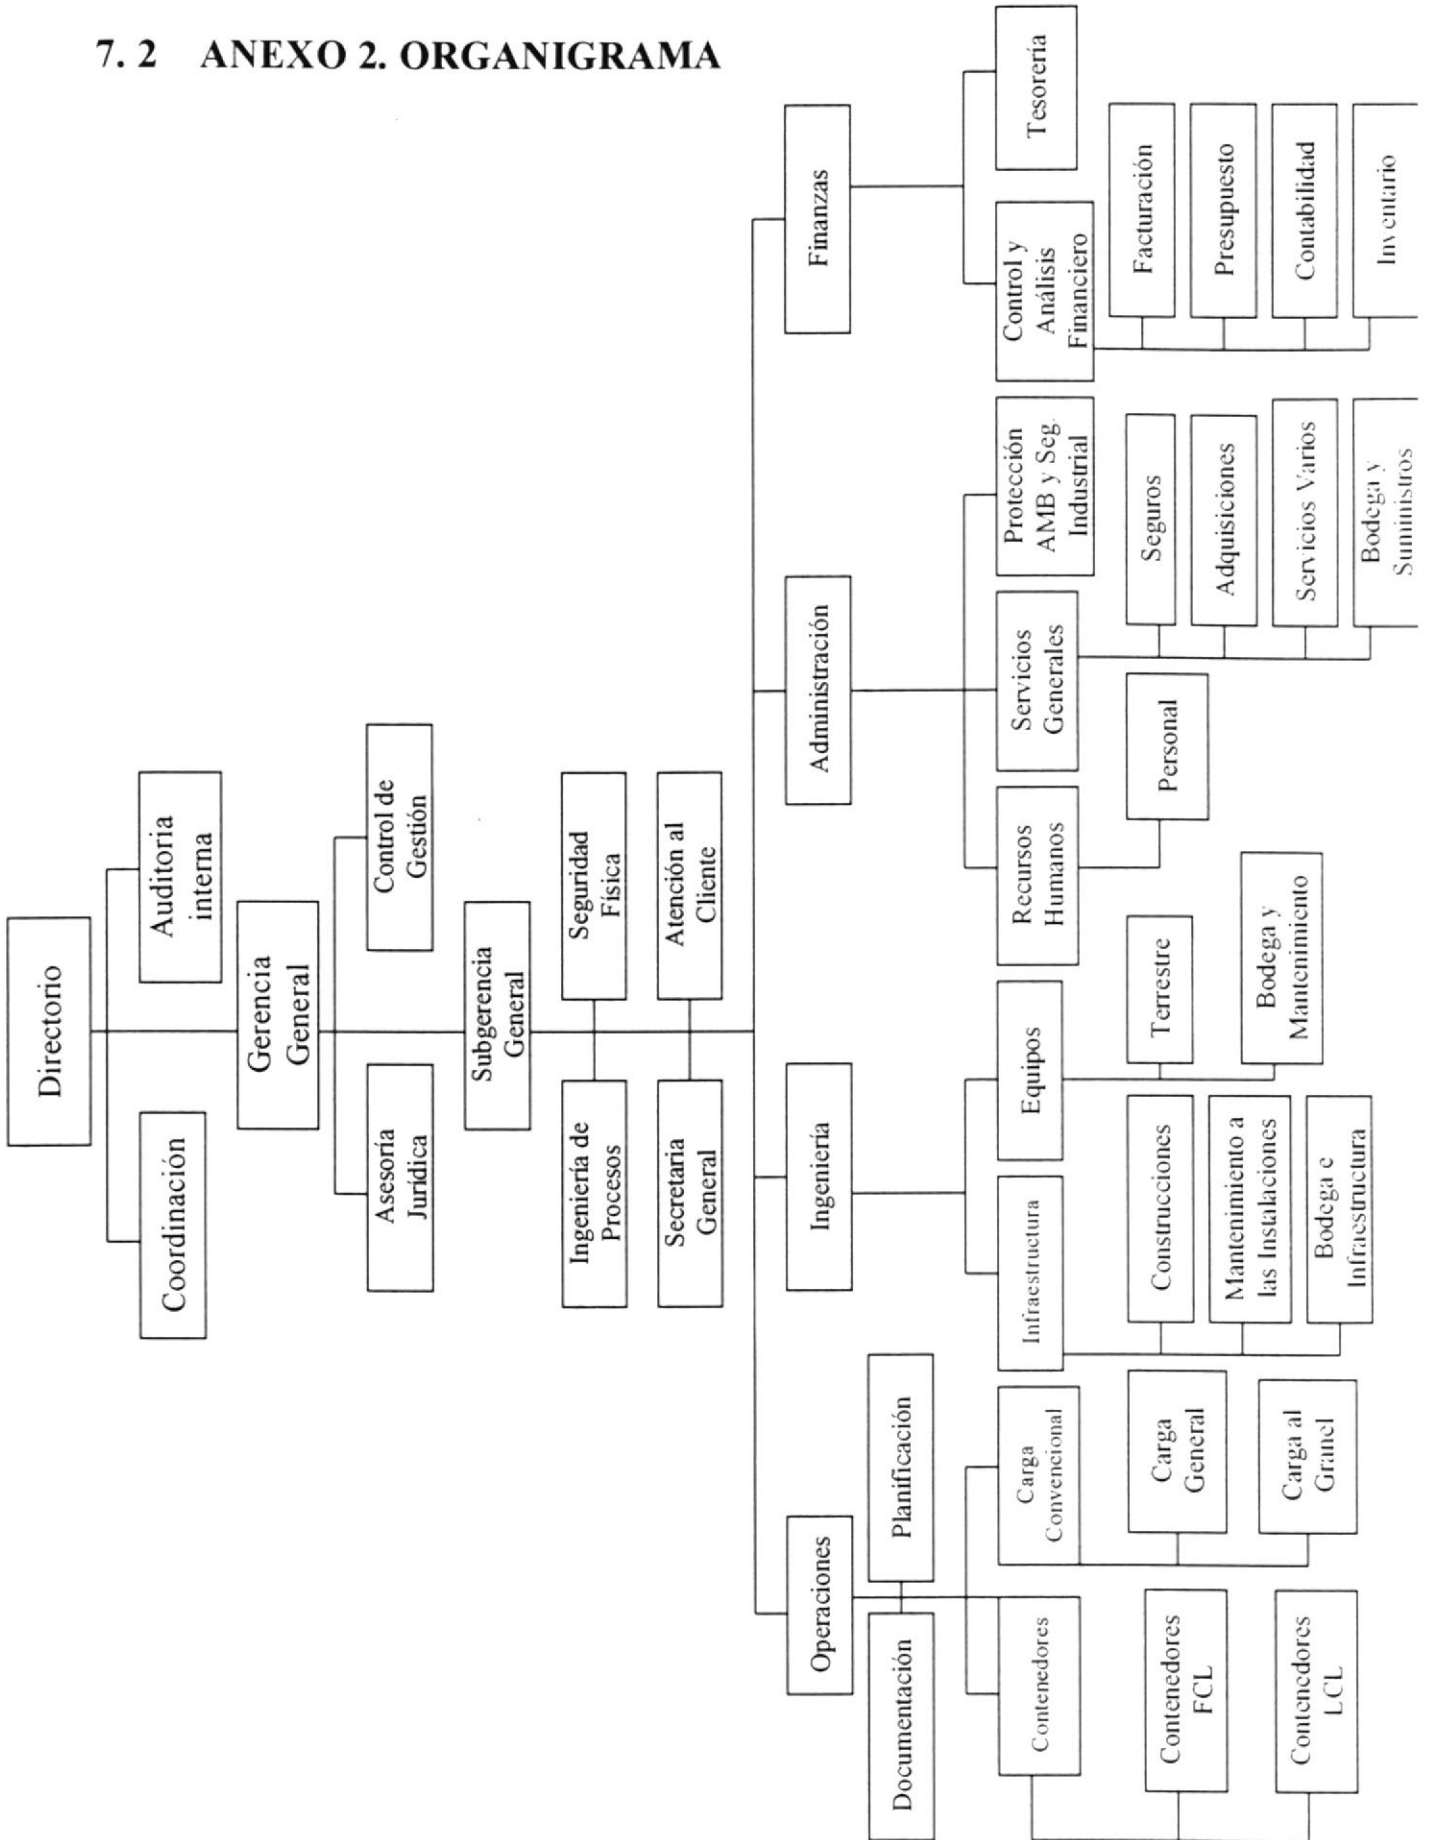 7. 2 ANEXO 2. ORGANIGRAMA
Directorio
Coordinación
Auditoria
interna
Gerencia
General
Asesoría
Jurídica
Control de
Gestión
Subgerencia
General
Ingeniería de
Procesos
Seguridad
Física
Secretaria
General
Atención al
Cliente
Operaciones
Ingeniería
Administración
Finanzas
Documentación
Planificación
Contenedores
Carga
Convencional
Infraestructura
Equipos
Recursos
Humanos
Servicios
Generales
Protección
AMB y Seg.
Industrial
Control y
Análisis
Financiero
Tesorería
Contenedores
FCL
Contenedores
LCL
Carga
General
Carga al
Granel
Construcciones
Mantenimiento a
las Instalaciones
Bodega e
Infraestructura
Terrestre
Bodega y
Mantenimiento
Personal
Seguros
Adquisiciones
Servicios Varios
Bodega y
Suministros
Facturación
Presupuesto
Contabilidad
Inventario